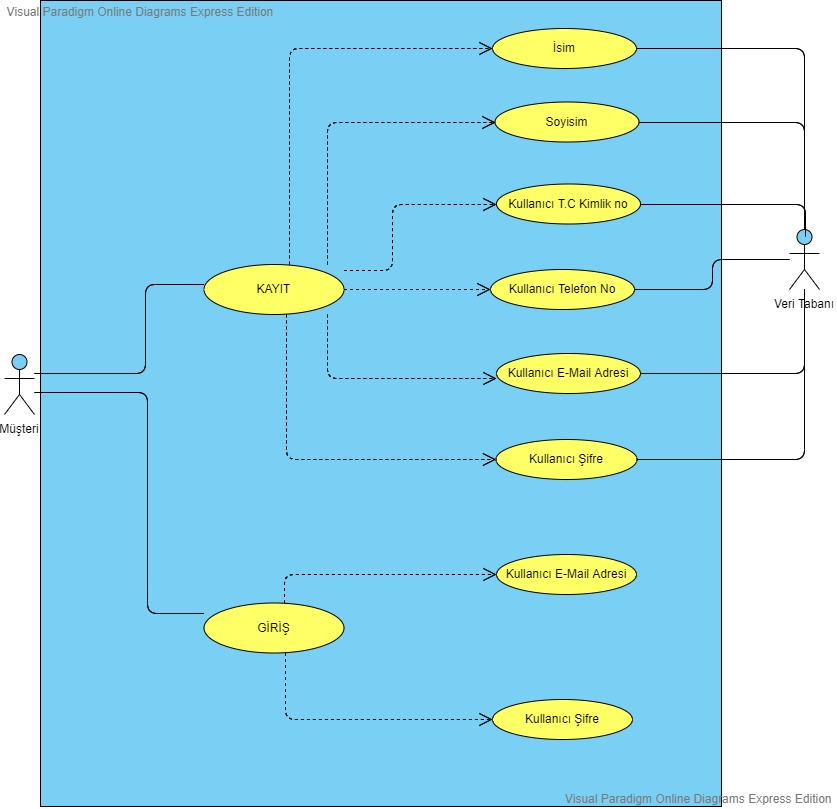 Visual Paradigm Online Diagrams Express Edition
İsim
Soyisim
Kullanıcı T.C Kimlik no
KAYIT
Kullanıcı Telefon No
Veri Tabanı
Kullanıcı E-Mail Adresi
Müşteri
Kullanıcı Şifre
Kullanıcı E-Mail Adresi
GİRİŞ
Kullanıcı Şifre
Visual Paradigm Online Diagrams Express Edition